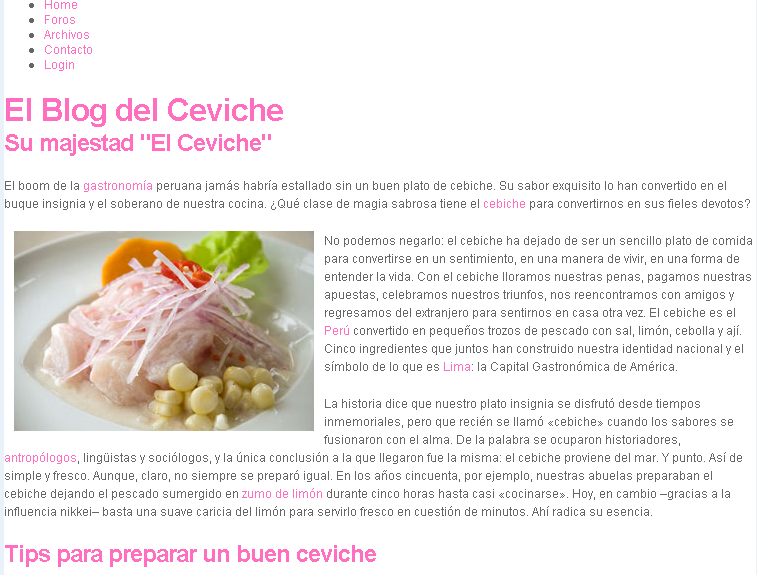 Home
Foros
Archivos
Contacto
Login
El Blog del Ceviche
Su majestad "El Ceviche"
El boom de la gastronomía peruana jamás habría estallado sin un buen plato de cebiche. Su sabor exquisito lo han convertido en el
buque insignia y el soberano de nuestra cocina. ¿Qué clase de magia sabrosa tiene el cebiche para convertirnos en sus fieles devotos?
No podemos negarlo: el cebiche ha dejado de ser un sencillo plato de comida
para convertirse en un sentimiento, en una manera de vivir, en una forma de
entender la vida. Con el cebiche lloramos nuestras penas, pagamos nuestras
apuestas, celebramos nuestros triunfos, nos reencontramos con amigos y
regresamos del extranjero para sentirnos en casa otra vez. El cebiche es el
Perú convertido en pequeños trozos de pescado con sal, limón, cebolla y ají.
Cinco ingredientes que juntos han construido nuestra identidad nacional y el
símbolo de lo que es Lima: la Capital Gastronómica de América.
La historia dice que nuestro plato insignia se disfrutó desde tiempos
inmemoriales, pero que recién se llamó «cebiche» cuando los sabores se
fusionaron con el alma. De la palabra se ocuparon historiadores,
antropólogos, lingüistas y sociólogos, y la única conclusión a la que llegaron fue la misma: el cebiche proviene del mar. Y punto. Así de
simple y fresco. Aunque, claro, no siempre se preparó igual. En los años cincuenta, por ejemplo, nuestras abuelas preparaban el
cebiche dejando el pescado sumergido en zumo de limón durante cinco horas hasta casi «cocinarse». Hoy, en cambio –gracias a la
influencia nikkei– basta una suave caricia del limón para servirlo fresco en cuestión de minutos. Ahí radica su esencia.
Tips para preparar un buen ceviche